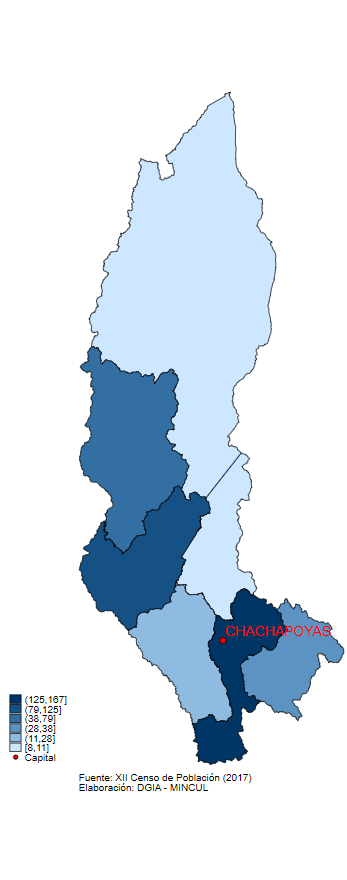 CHACHAPOYAS
(125,167]
(79,125]
(38,79]
(28,38]
(11,28]
[8,11]
Capital
Fuente: XII Censo de Población (2017)
Elaboración: DGIA - MINCUL